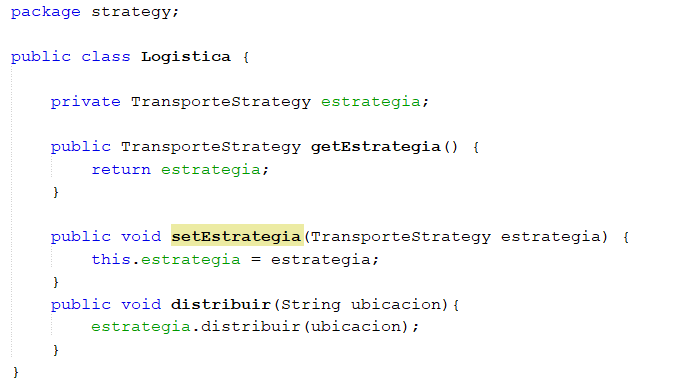 package strategy;
public class Logistica {
private TransporteStrategy estrategia;
public TransporteStrategy getEstrategia() {
return estrategia;
}
public void setEstrategia(TransporteStrategy estrategia) {
this.estrategia = estrategia;
}
public void distribuir(String ubicacion){
estrategia.distribuir(ubicacion);
}
}